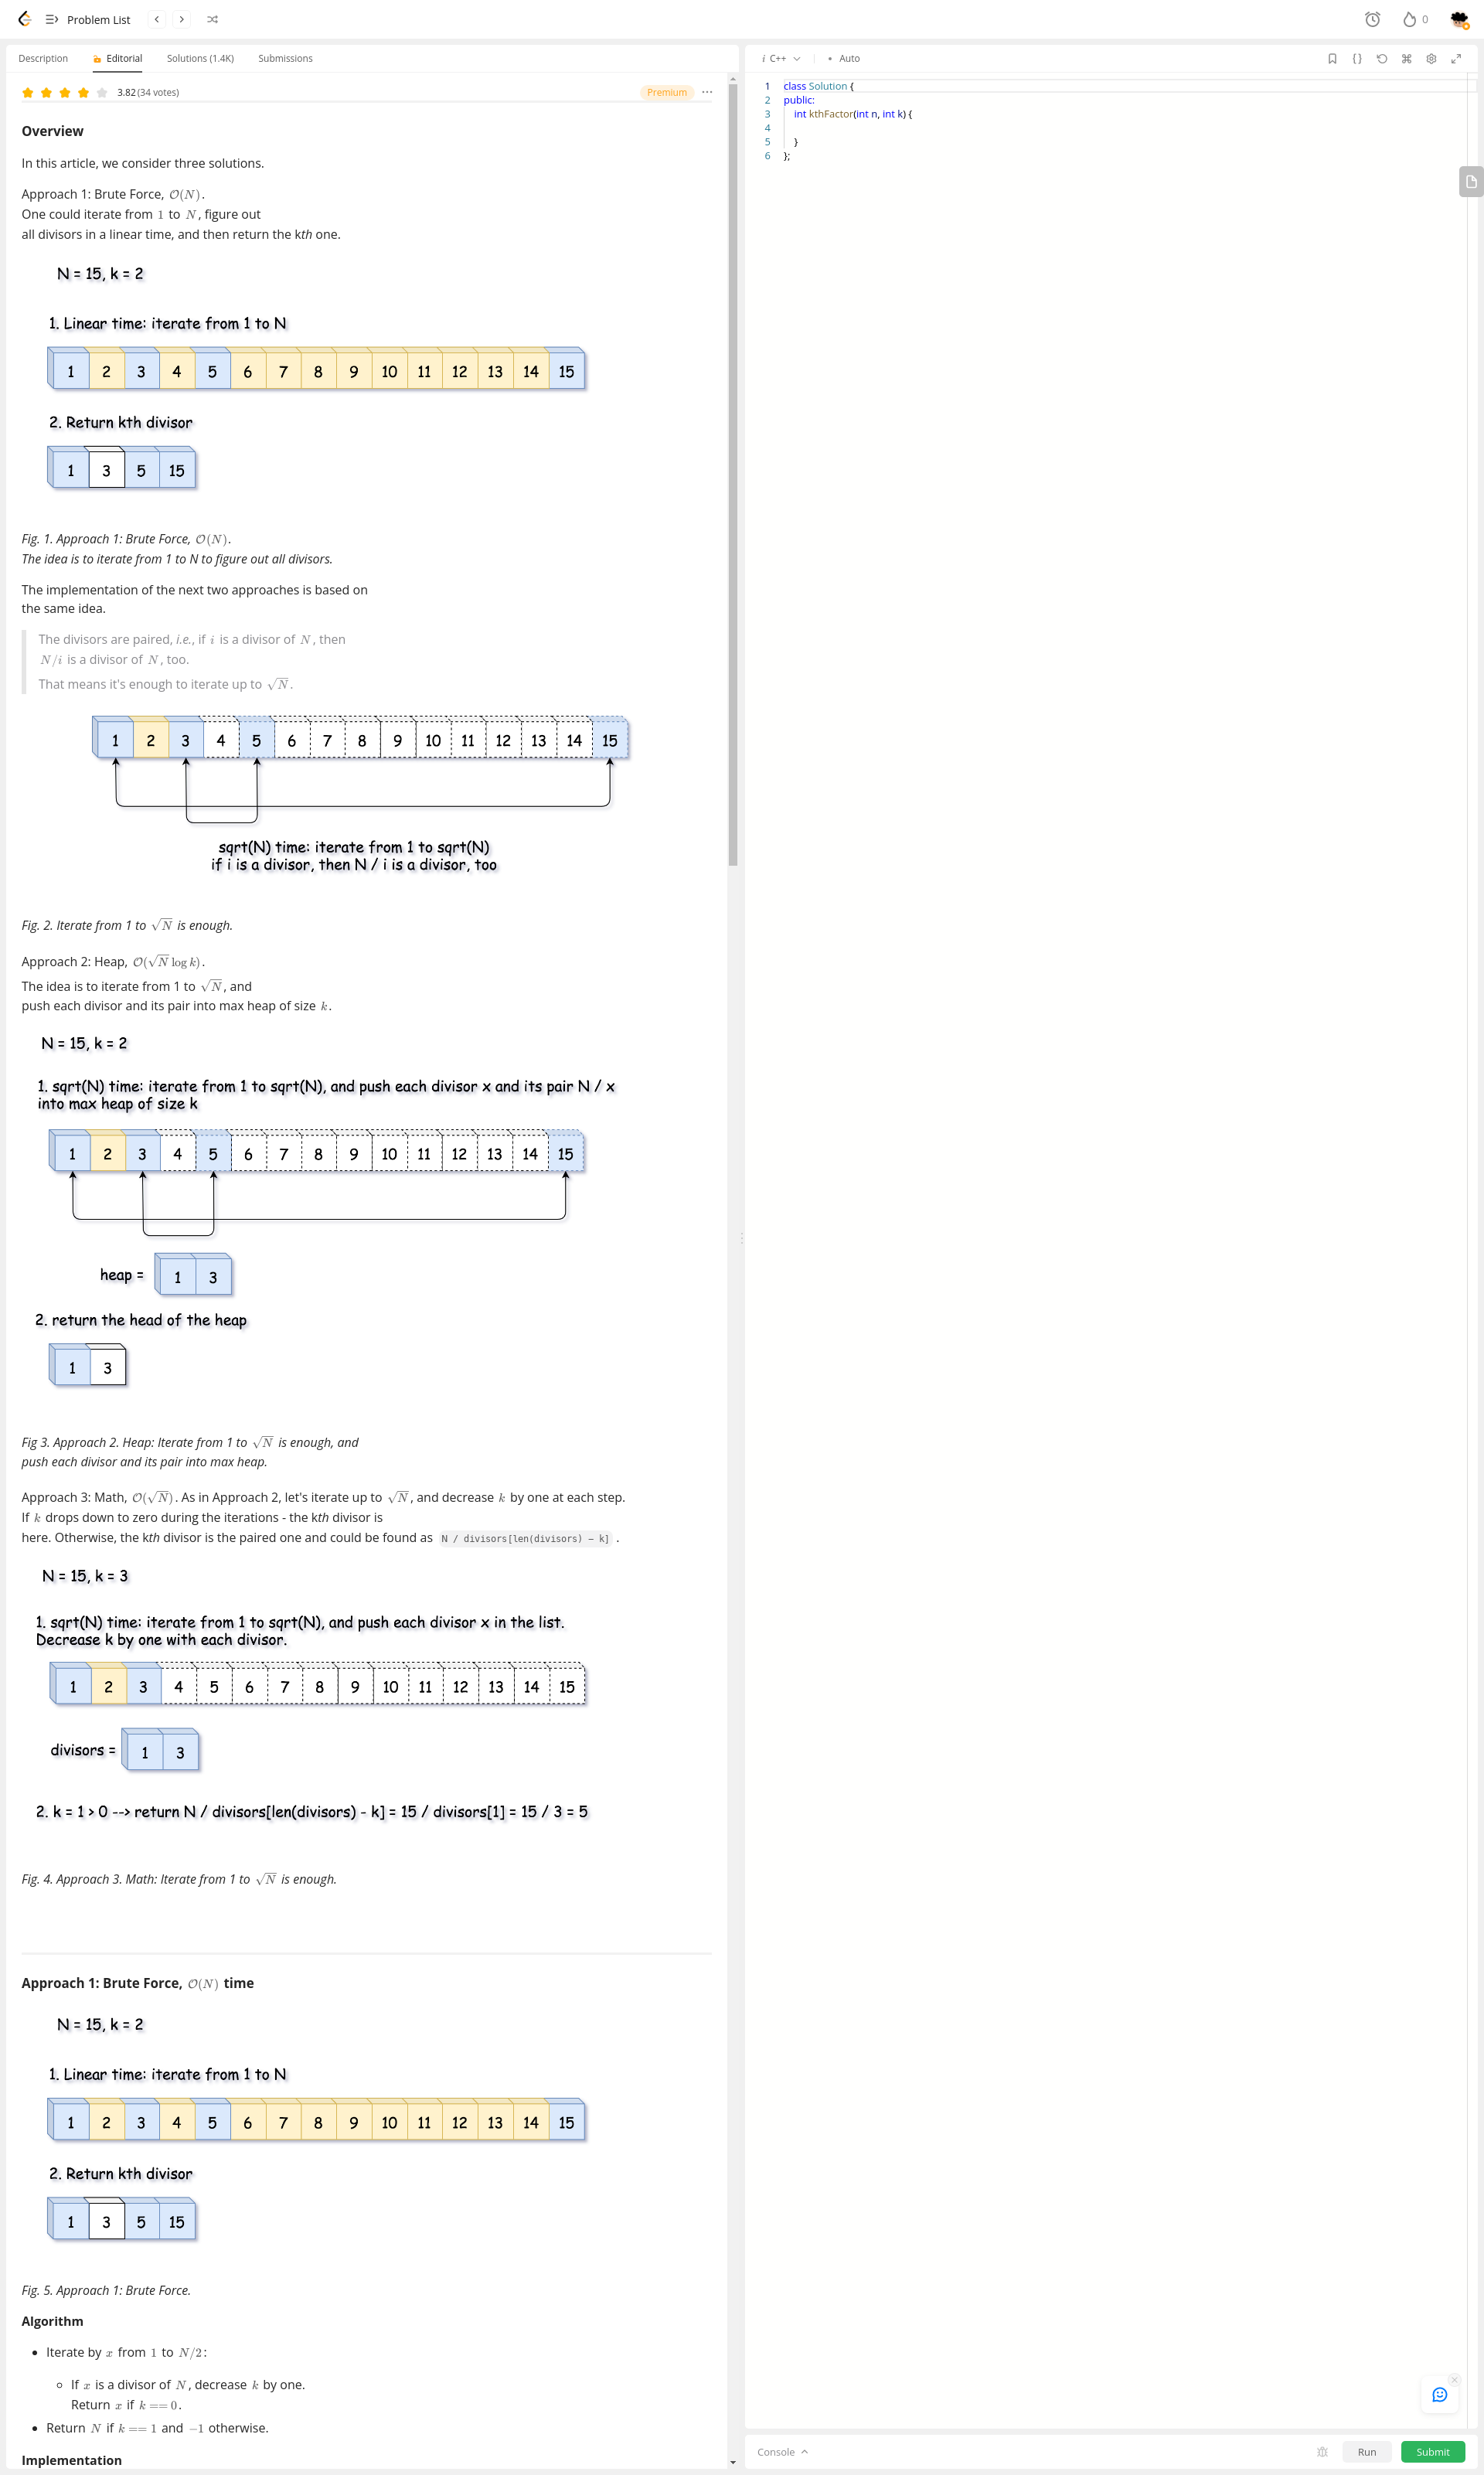 Problem List
0
Description
Editorial
Solutions (1.4K)
Submissions
3.82 (34 votes)
Premium
Overview
In this article, we consider three solutions.
Approach 1: Brute Force, O(N).
One could iterate from 1 to N, figure out
all divisors in a linear time, and then return the kth one.
N = 15, k = 2
1. Linear time: iterate from 1 to N
1 2 3 4 5 6 7 8 9 10 11 12 13 14 15
2. Return kth divisor
1 3 5 15
Fig. 1. Approach 1: Brute Force, O(N).
The idea is to iterate from 1 to N to figure out all divisors.
The implementation of the next two approaches is based on
the same idea.
The divisors are paired, i.e., if i is a divisor of N, then
N/i is a divisor of N, too.
That means it's enough to iterate up to √N.
1 2 3 4 5 6 7 8 9 10 11 12 13 14 15
sqrt(N) time: iterate from 1 to sqrt(N)
if i is a divisor, then N / i is a divisor, too
Fig. 2. Iterate from 1 to √N is enough.
Approach 2: Heap, O(√N log k).
The idea is to iterate from 1 to √N, and
push each divisor and its pair into max heap of size k.
N = 15, k = 2
1. sqrt(N) time: iterate from 1 to sqrt(N), and push each divisor x and its pair N / x
into max heap of size k
1 2 3 4 5 6 7 8 9 10 11 12 13 14 15
heap = 1 3
2. return the head of the heap
1 3
Fig 3. Approach 2. Heap: Iterate from 1 to √N is enough, and
push each divisor and its pair into max heap.
Approach 3: Math, O(√N). As in Approach 2, let's iterate up to √N, and decrease k by one at each step.
If k drops down to zero during the iterations - the kth divisor is
here. Otherwise, the kth divisor is the paired one and could be found as N / divisors[len(divisors) − k] .
N = 15, k = 3
1. sqrt(N) time: iterate from 1 to sqrt(N), and push each divisor x in the list.
Decrease k by one with each divisor.
1 2 3 4 5 6 7 8 9 10 11 12 13 14 15
divisors = 1 3
2. k = 1 > 0 --> return N / divisors[len(divisors) - k] = 15 / divisors[1] = 15 / 3 = 5
Fig. 4. Approach 3. Math: Iterate from 1 to √N is enough.
Approach 1: Brute Force, O(N) time
N = 15, k = 2
1. Linear time: iterate from 1 to N
1 2 3 4 5 6 7 8 9 10 11 12 13 14 15
2. Return kth divisor
1 3 5 15
Fig. 5. Approach 1: Brute Force.
Algorithm
• Iterate by x from 1 to N/2:
◦ If x is a divisor of N, decrease k by one.
Return x if k == 0.
• Return N if k == 1 and −1 otherwise.
Implementation
i C++
• Auto
1 class Solution {
2 public:
3 int kthFactor(int n, int k) {
4
5 }
6 };
Console
Run
Submit